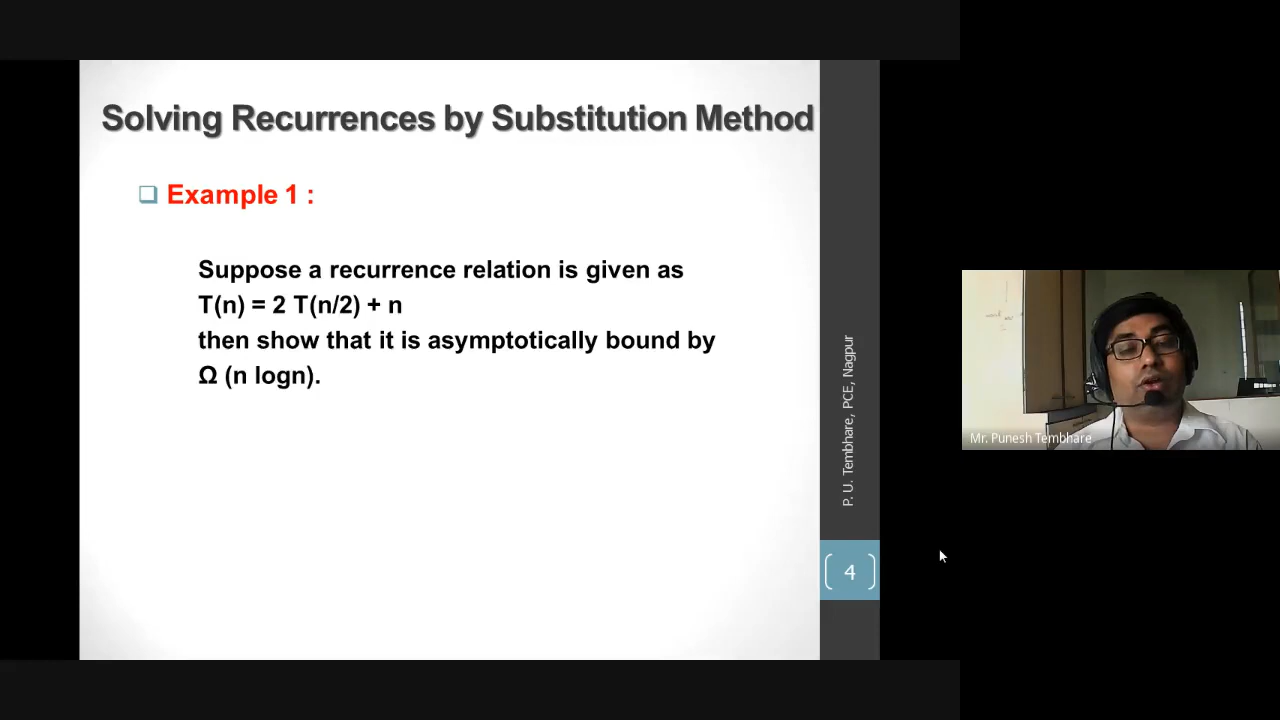 Solving Recurrences by Substitution Method
Example 1 :
Suppose a recurrence relation is given as
T(n) = 2 T(n/2) + n
then show that it is asymptotically bound by
Ω (n logn).
P. U. Tembhare, PCE, Nagpur
4
Mr. Punesh Tembhare